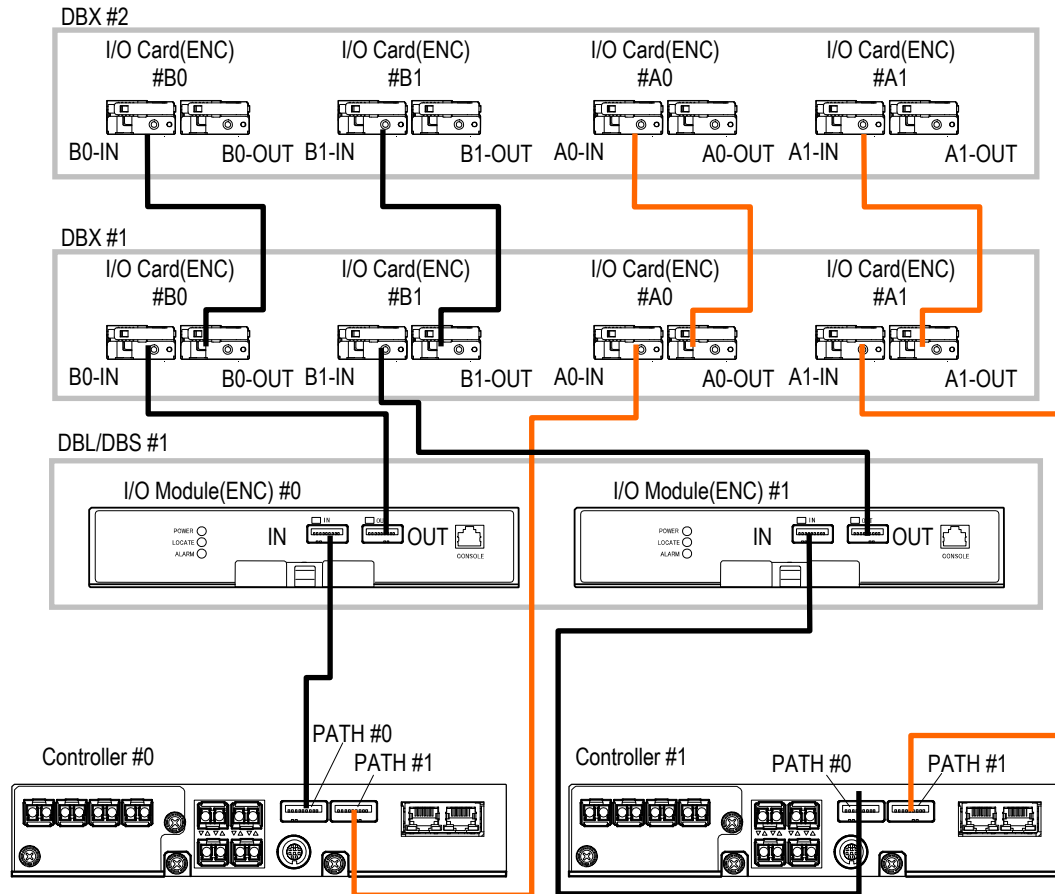 DBX #2
I/O Card(ENC) #B0
I/O Card(ENC) #B1
I/O Card(ENC) #A0
I/O Card(ENC) #A1
B0-IN B0-OUT B1-IN B1-OUT A0-IN A0-OUT A1-IN A1-OUT
DBX #1
I/O Card(ENC) #B0
I/O Card(ENC) #B1
I/O Card(ENC) #A0
I/O Card(ENC) #A1
B0-IN B0-OUT B1-IN B1-OUT A0-IN A0-OUT A1-IN A1-OUT
DBL/DBS #1
I/O Module(ENC) #0
I/O Module(ENC) #1
POWER
LOCATE
ALARM
IN
IN
OUT
OUT
CONSOLE
POWER
LOCATE
ALARM
IN
IN
OUT
OUT
CONSOLE
Controller #0
PATH #0
PATH #1
Controller #1
PATH #0
PATH #1